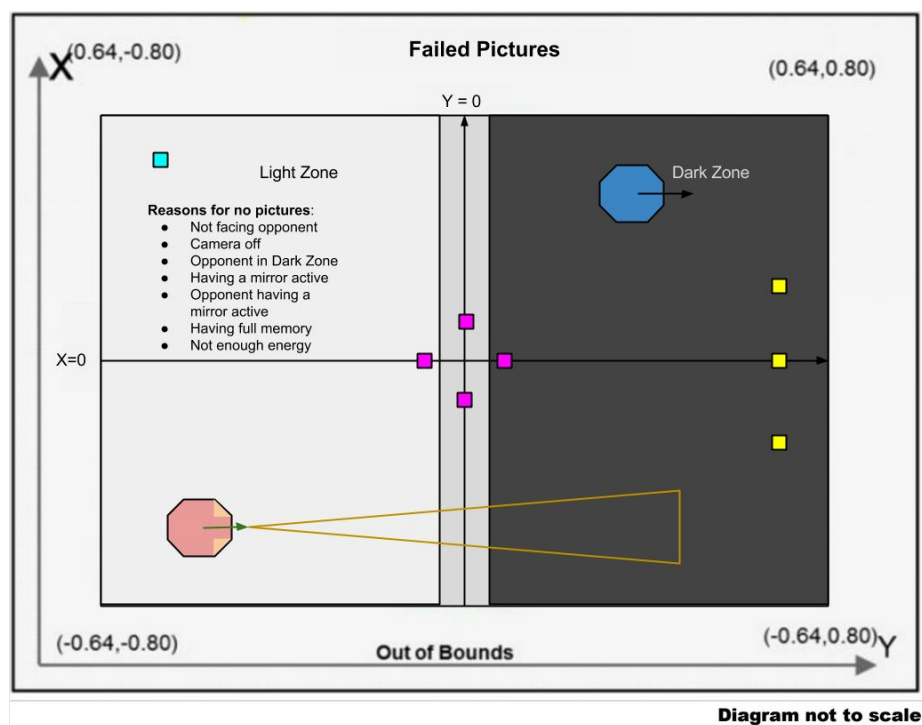 Failed Pictures
X
(0.64,-0.80)
(0.64,0.80)
Y = 0
Light Zone
Dark Zone
Reasons for no pictures:
● Not facing opponent
● Camera off
● Opponent in Dark Zone
● Having a mirror active
● Opponent having a
mirror active
● Having full memory
● Not enough energy
X=0
(-0.64,-0.80)
Out of Bounds
(-0.64,0.80)
Y
Diagram not to scale